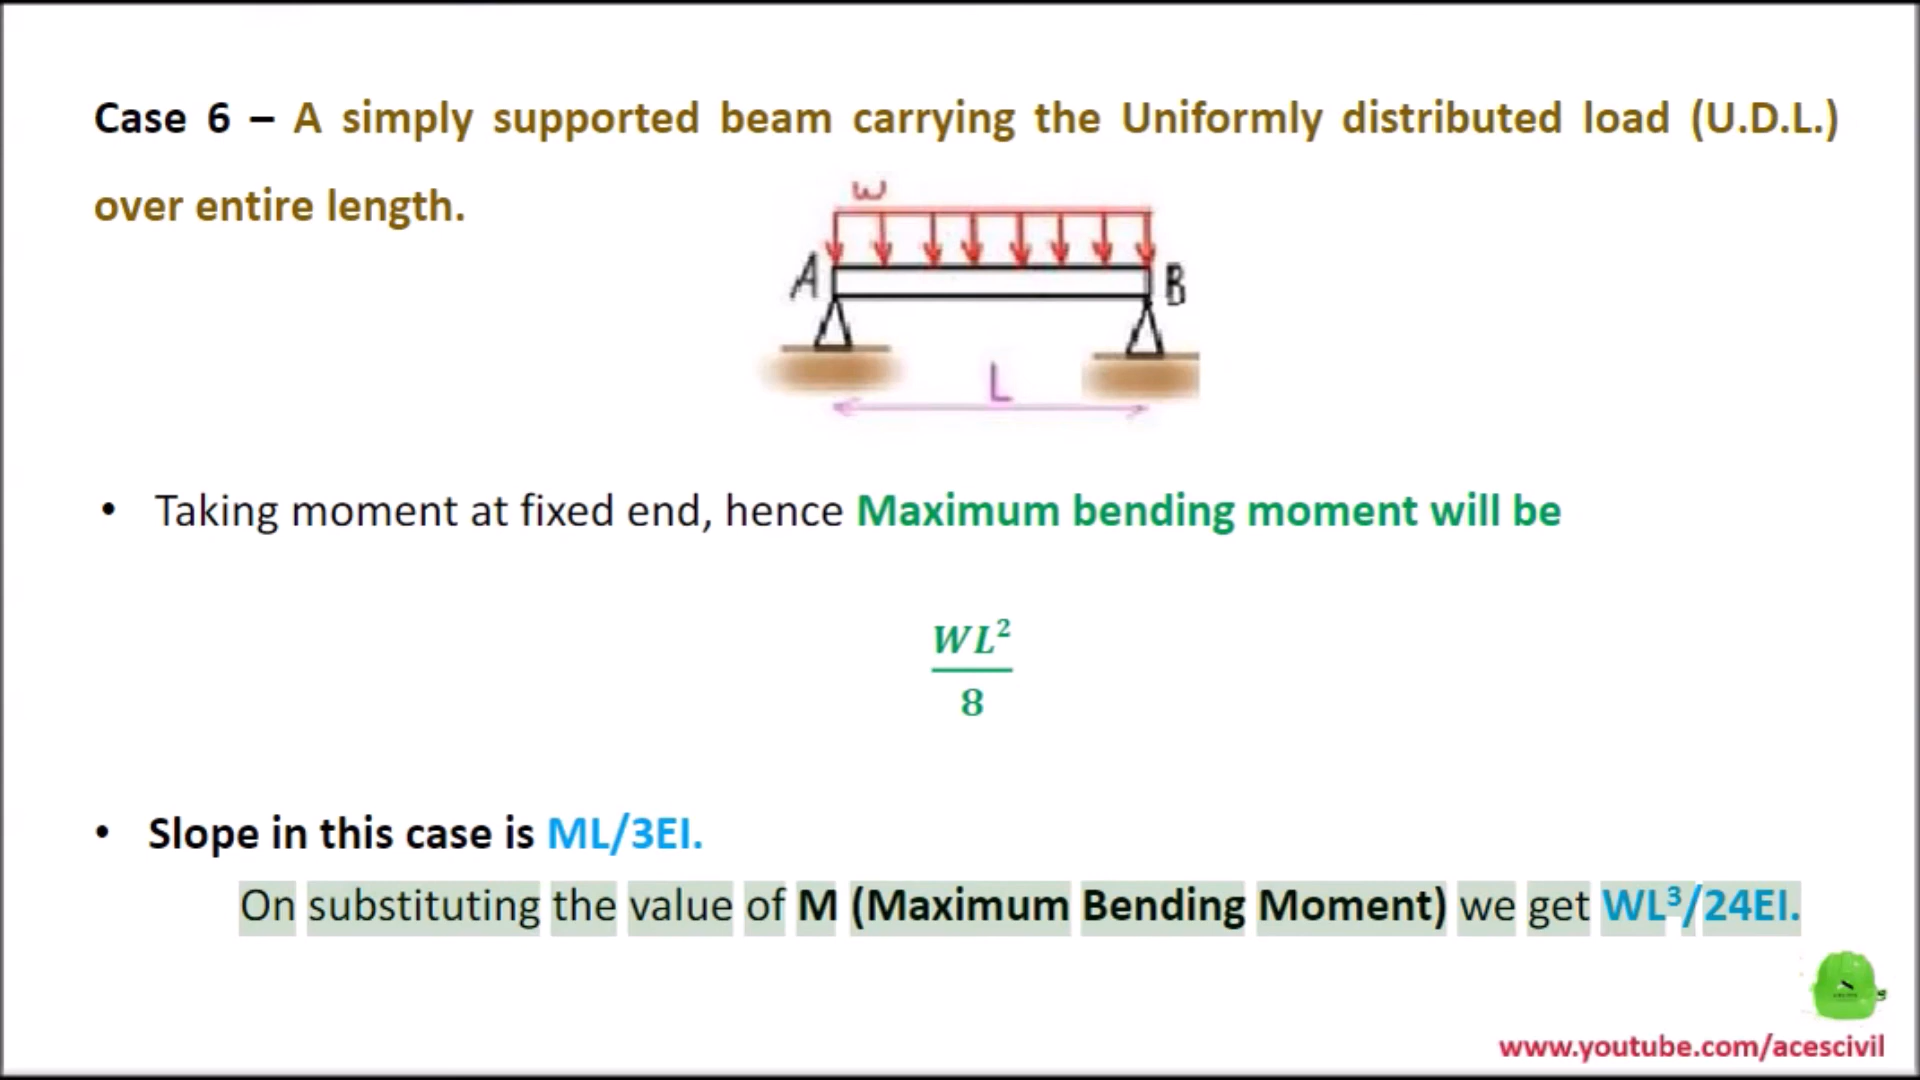 Case 6 – A simply supported beam carrying the Uniformly distributed load (U.D.L.)
over entire length.
ω
A
B
L
• Taking moment at fixed end, hence Maximum bending moment will be
WL²
8
• Slope in this case is ML/3EI.
On substituting the value of M (Maximum Bending Moment) we get WL³/24EI.
www.youtube.com/acescivil